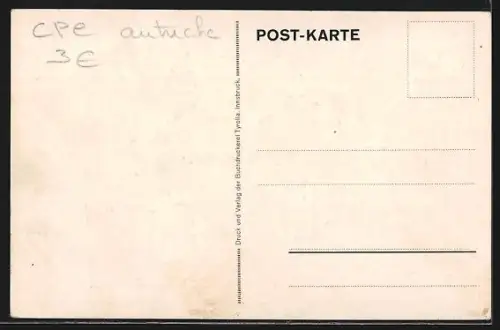 CPE autriche
3€
POST-KARTE
Druck und Verlag der Buchdruckerei Tyrolia, Innsbruck.